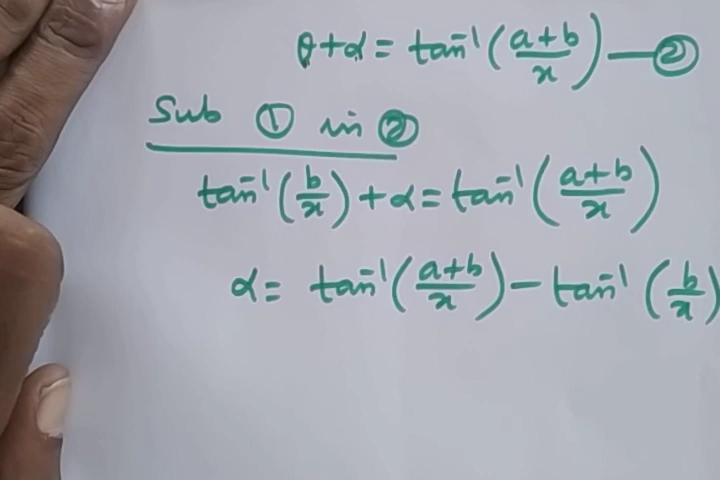 θ+α = tan⁻¹(a+b/x) — ②
Sub ① in ②
tan⁻¹(b/x) + α = tan⁻¹(a+b/x)
α = tan⁻¹(a+b/x) − tan⁻¹(b/x)